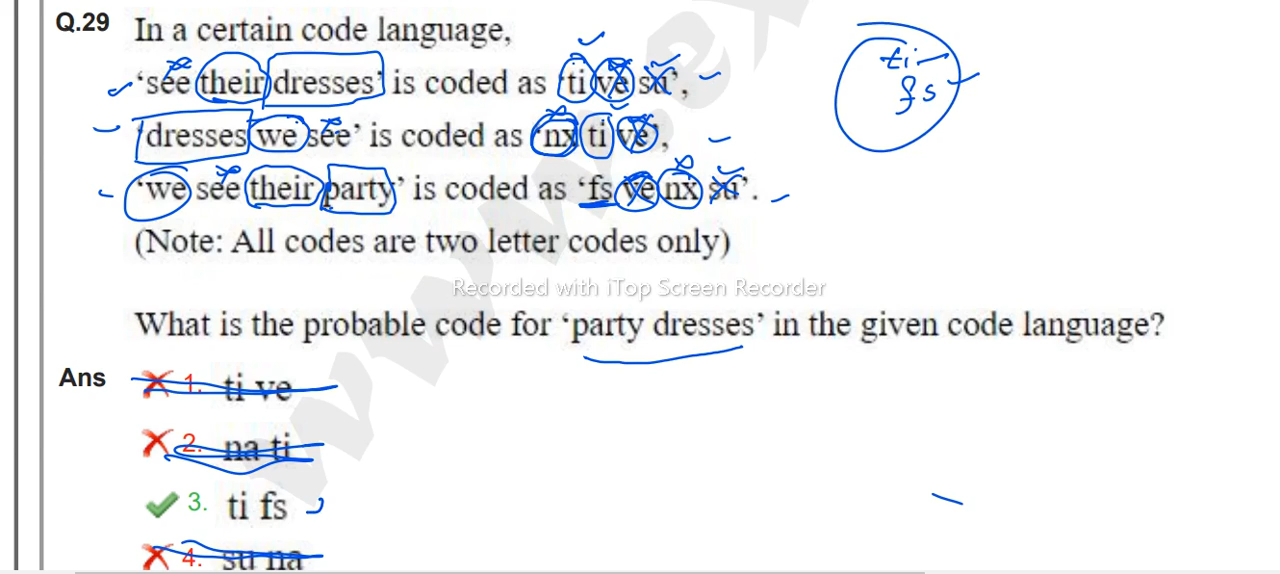 Q.29 In a certain code language,
‘see their dresses’ is coded as ‘ti ve su’,
‘dresses we see’ is coded as ‘nx ti ve’,
‘we see their party’ is coded as ‘fs ve nx su’.
(Note: All codes are two letter codes only)
ti
fs
Recorded with iTop Screen Recorder
What is the probable code for ‘party dresses’ in the given code language?
Ans 1. ti ve
2. na ti
3. ti fs
4. su na